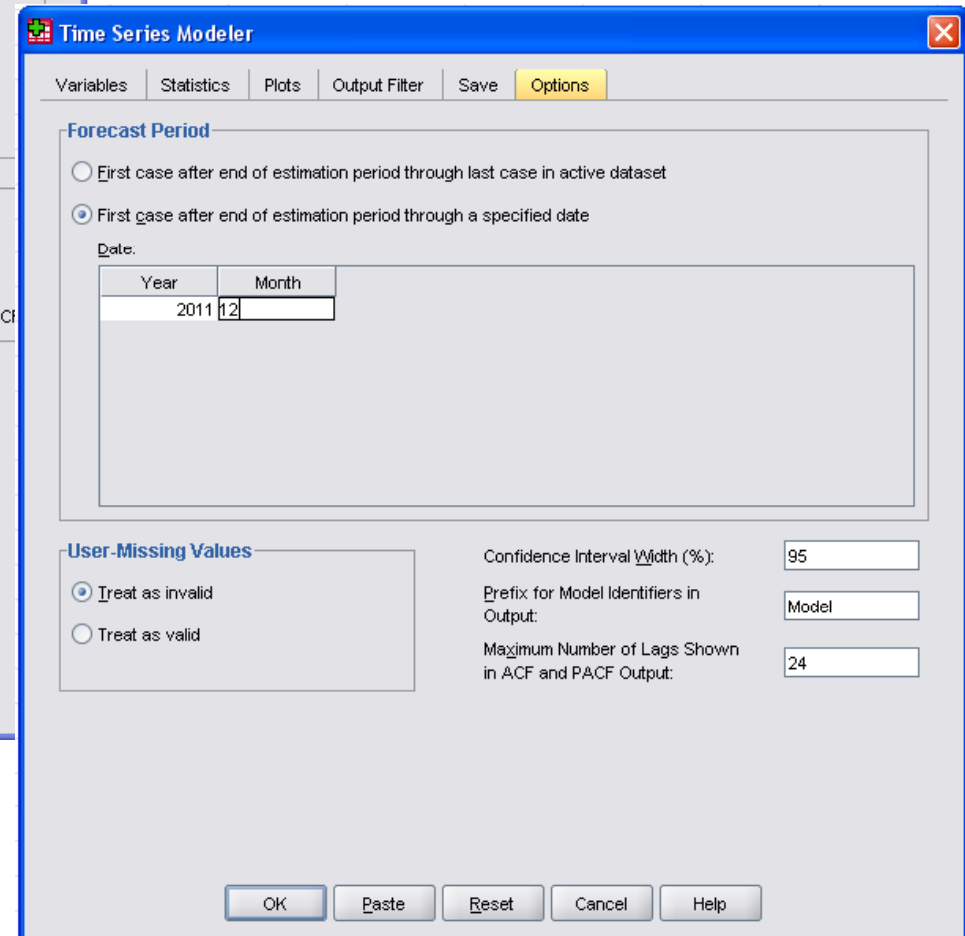 Time Series Modeler
Variables Statistics Plots Output Filter Save Options
Forecast Period
First case after end of estimation period through last case in active dataset
First case after end of estimation period through a specified date
Date:
Year Month
2011 12
User-Missing Values
Treat as invalid
Treat as valid
Confidence Interval Width (%): 95
Prefix for Model Identifiers in
Output: Model
Maximum Number of Lags Shown
in ACF and PACF Output: 24
OK Paste Reset Cancel Help